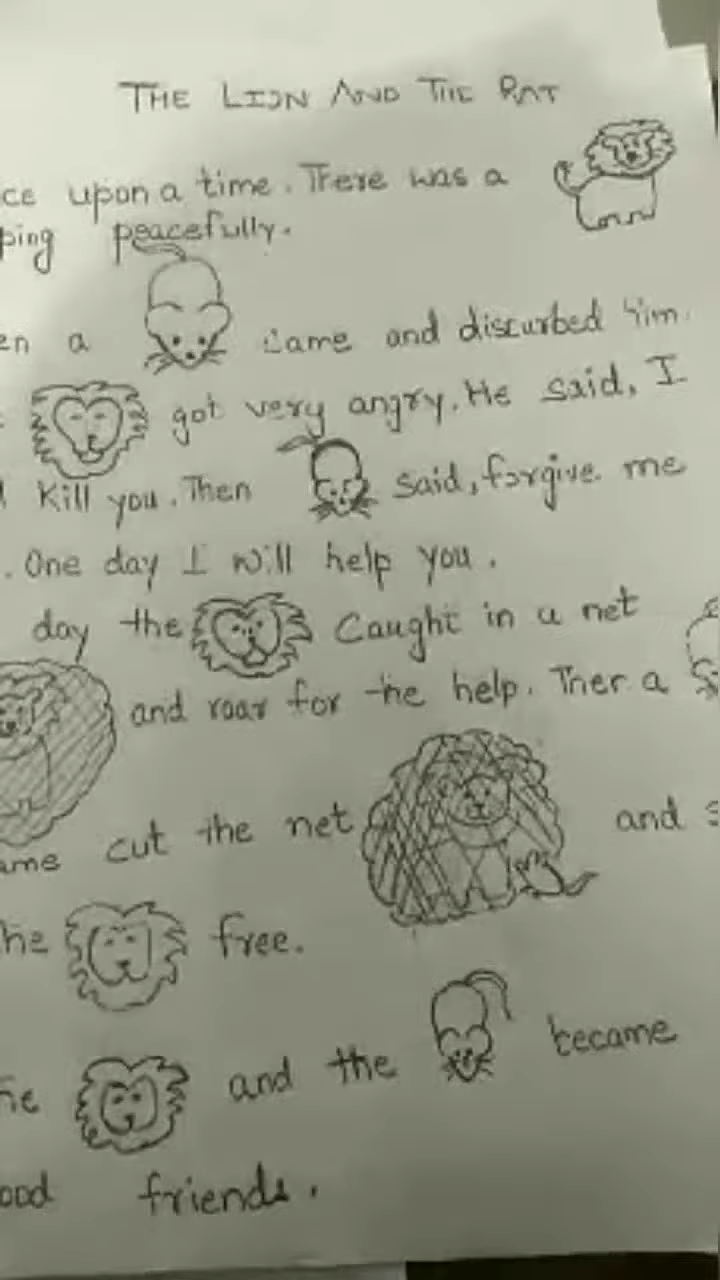 THE LION AND THE RAT
ce upon a time. There was a
ping peacefully.
en a came and discurbed him.
got very angry. He said, I
kill you. Then said, forgive me
. One day I will help you.
day the Caught in a net
and roar for the help. Then a
ame cut the net and s
he free.
he and the became
ood friends.